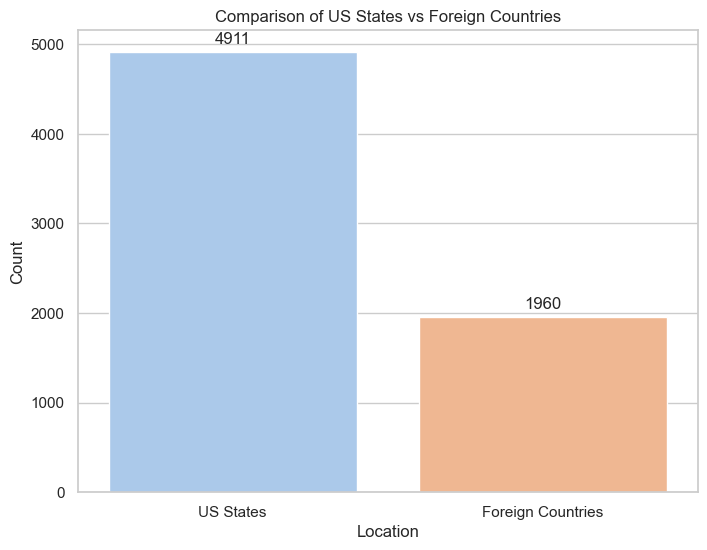 Comparison of US States vs Foreign Countries
4911
1960
5000
4000
3000
2000
1000
0
Count
US States
Foreign Countries
Location